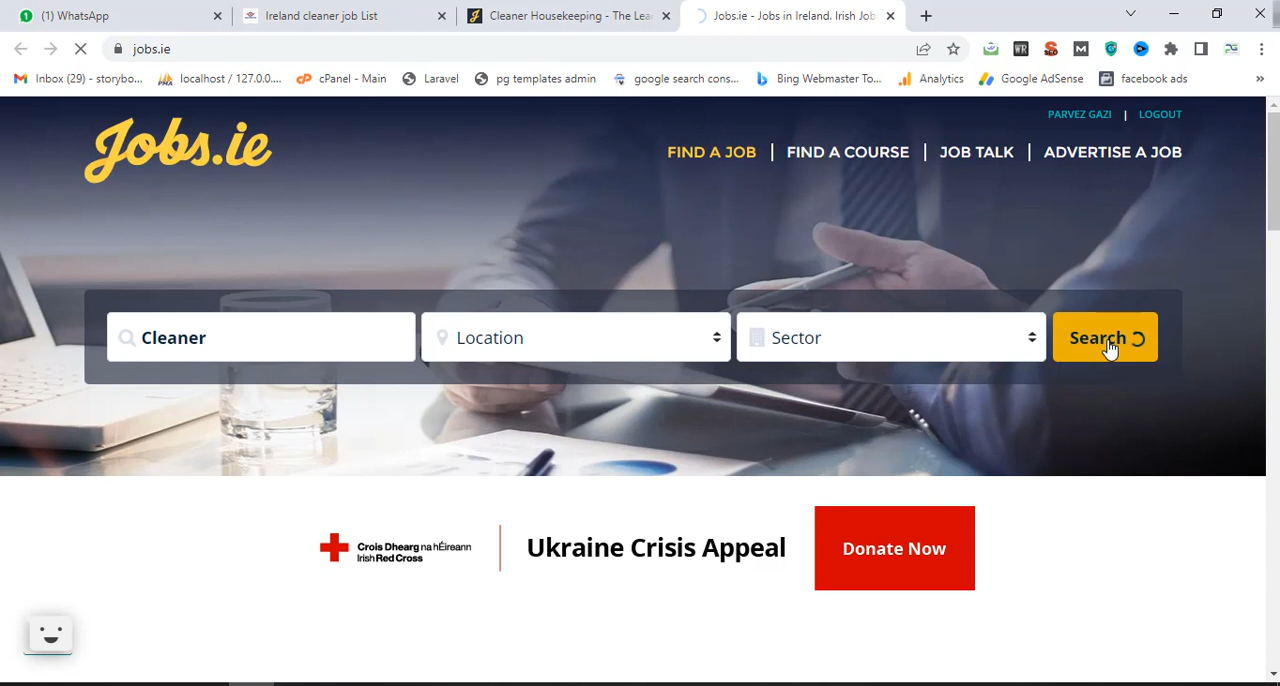 (1) WhatsApp
Ireland cleaner job List
Cleaner Housekeeping - The Lea
Jobs.ie - Jobs in Ireland. Irish Job
jobs.ie
Inbox (29) - storybo...
localhost / 127.0.0....
cPanel - Main
Laravel
pg templates admin
google search cons...
Bing Webmaster To...
Analytics
Google AdSense
facebook ads
PARVEZ GAZI | LOGOUT
Jobs.ie
FIND A JOB | FIND A COURSE | JOB TALK | ADVERTISE A JOB
Cleaner
Location
Sector
Search
Crois Dhearg na hÉireann
Irish Red Cross
Ukraine Crisis Appeal
Donate Now